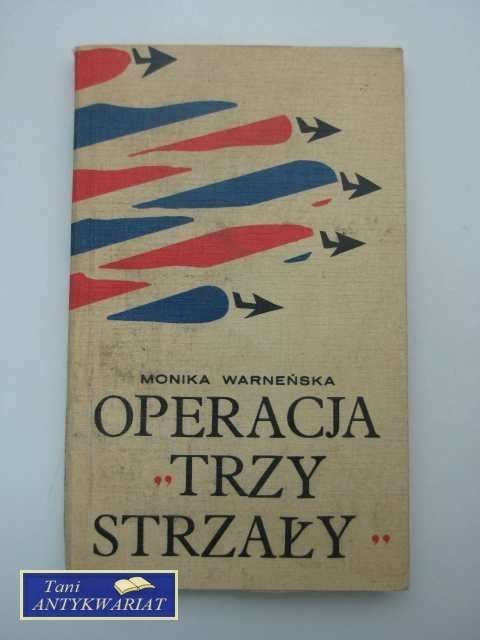 MONIKA WARNEŃSKA
OPERACJA
„TRZY
STRZAŁY”
Tani
ANTYKWARIAT